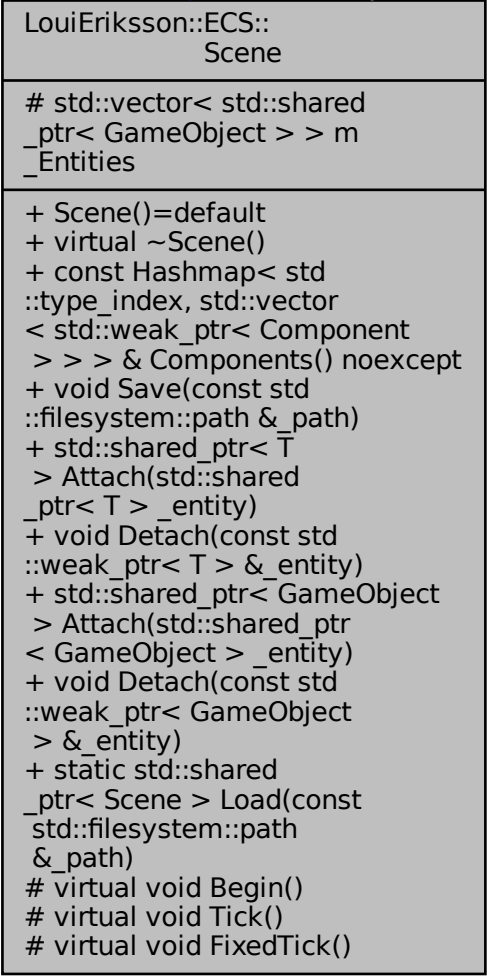 LouiEriksson::ECS::
Scene
# std::vector< std::shared
_ptr< GameObject > > m
_Entities
+ Scene()=default
+ virtual ~Scene()
+ const Hashmap< std
::type_index, std::vector
< std::weak_ptr< Component
> > > & Components() noexcept
+ void Save(const std
::filesystem::path &_path)
+ std::shared_ptr< T
> Attach(std::shared
_ptr< T > _entity)
+ void Detach(const std
::weak_ptr< T > &_entity)
+ std::shared_ptr< GameObject
> Attach(std::shared_ptr
< GameObject > _entity)
+ void Detach(const std
::weak_ptr< GameObject
> &_entity)
+ static std::shared
_ptr< Scene > Load(const
std::filesystem::path
&_path)
# virtual void Begin()
# virtual void Tick()
# virtual void FixedTick()